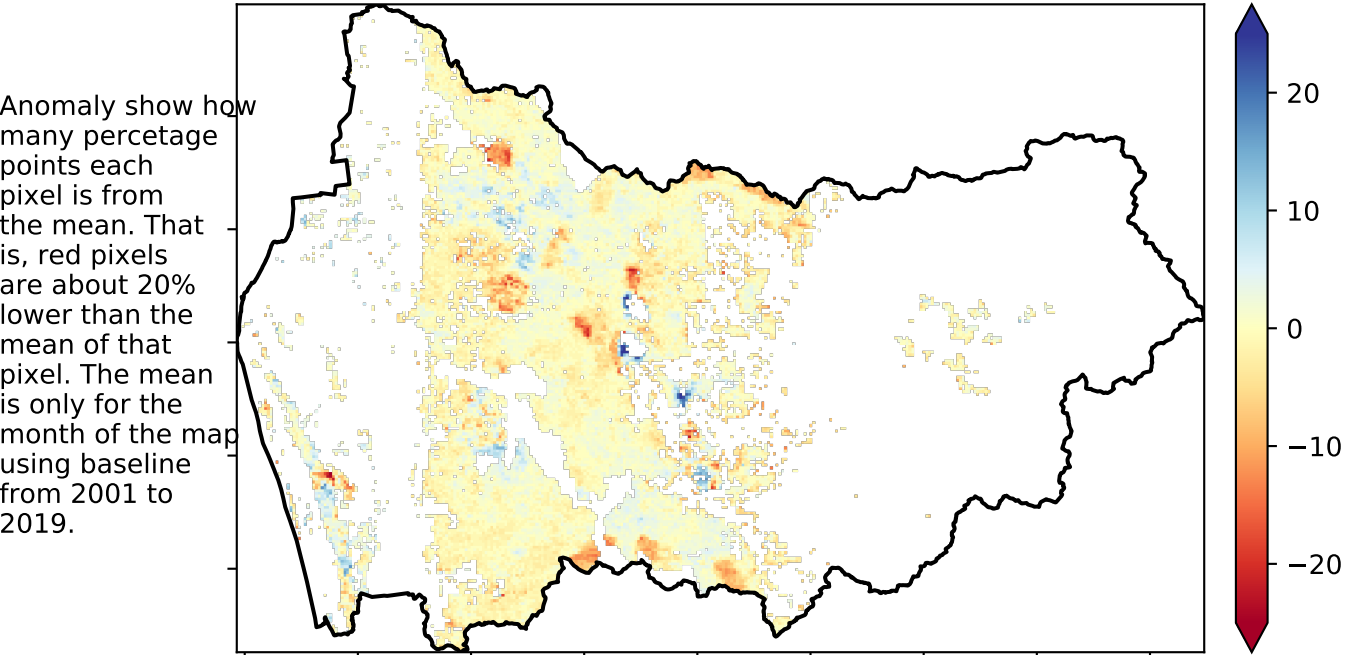 Anomaly show how
many percetage
points each
pixel is from
the mean. That
is, red pixels
are about 20%
lower than the
mean of that
pixel. The mean
is only for the
month of the map
using baseline
from 2001 to
2019.
20
10
0
−10
−20